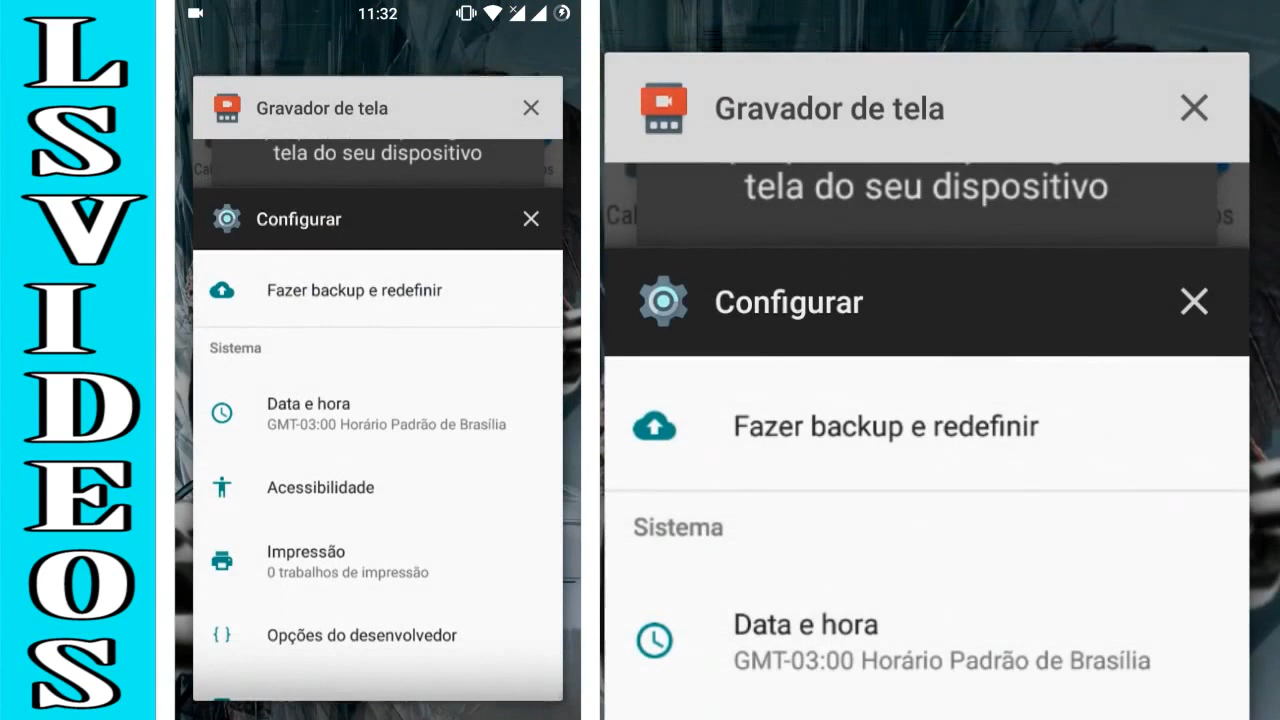 LS VIDEOS
11:32
Gravador de tela
tela do seu dispositivo
Configurar
Fazer backup e redefinir
Sistema
Data e hora
GMT-03:00 Horário Padrão de Brasília
Acessibilidade
Impressão
0 trabalhos de impressão
Opções do desenvolvedor
Gravador de tela
tela do seu dispositivo
Configurar
Fazer backup e redefinir
Sistema
Data e hora
GMT-03:00 Horário Padrão de Brasília